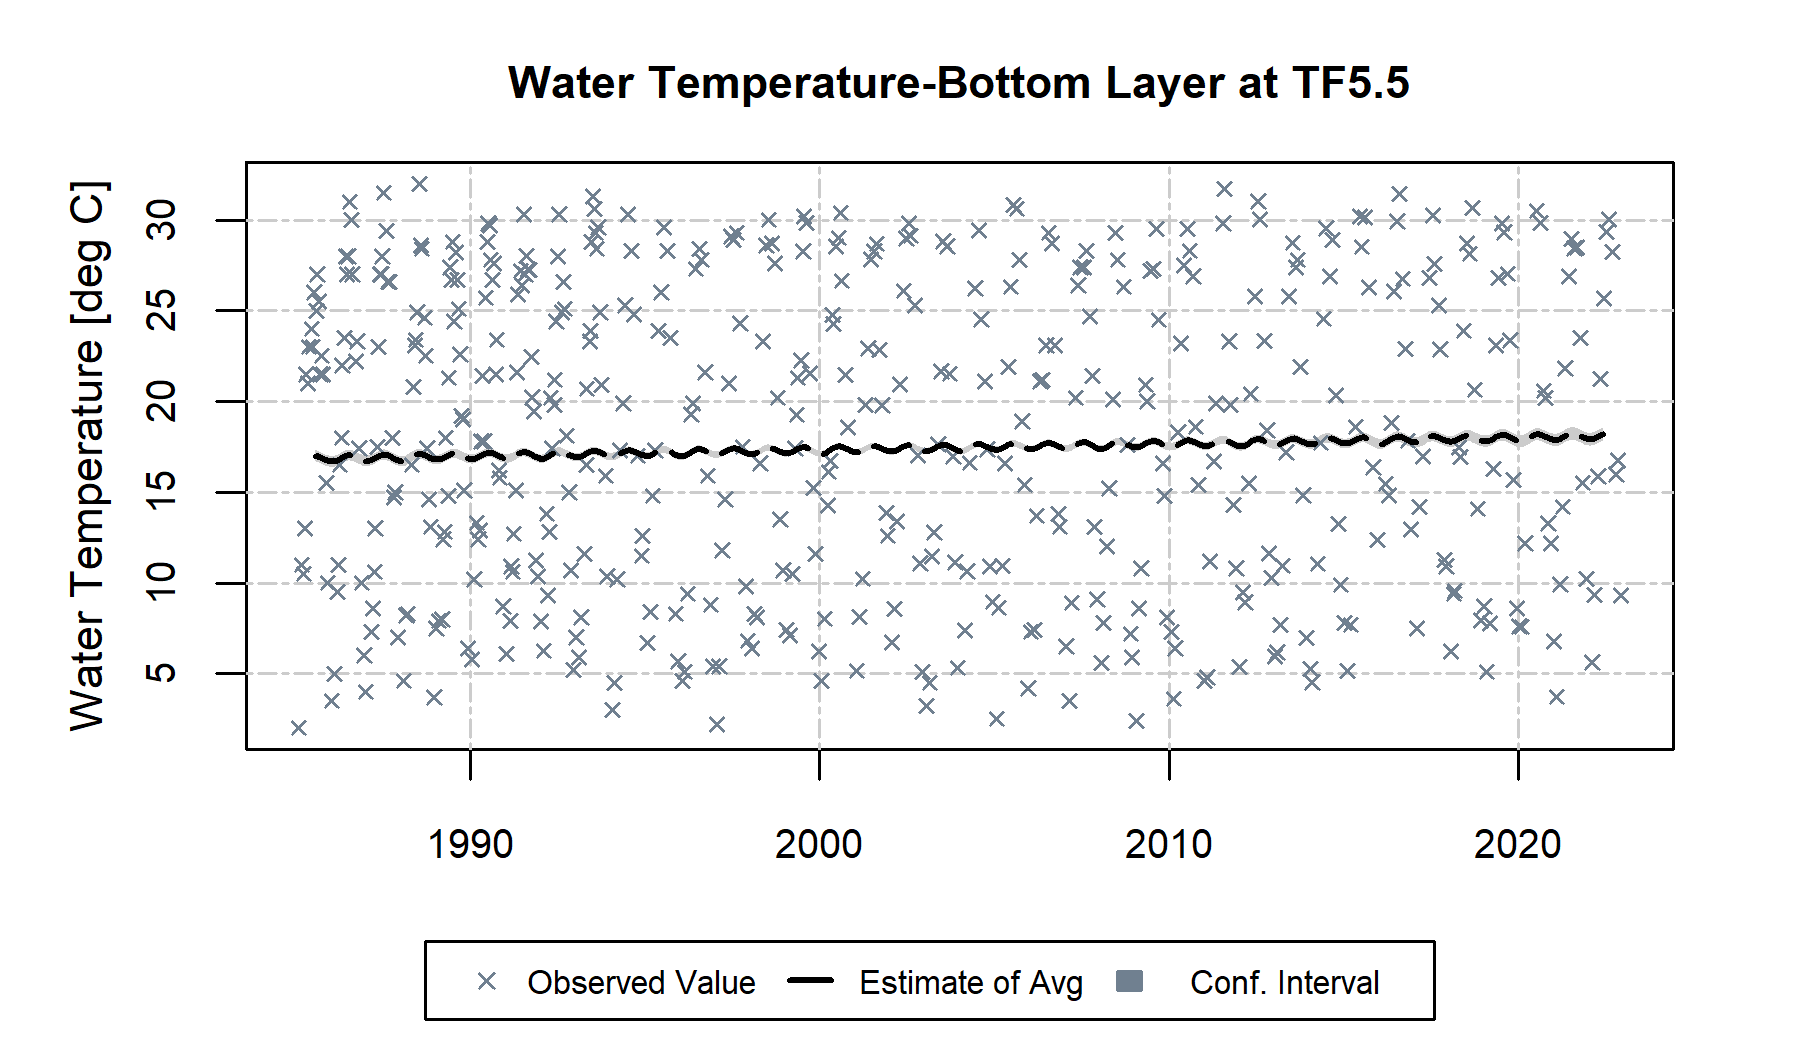 Water Temperature-Bottom Layer at TF5.5
Water Temperature [deg C]
30
25
20
15
10
5
1990 2000 2010 2020
Observed Value Estimate of Avg Conf. Interval